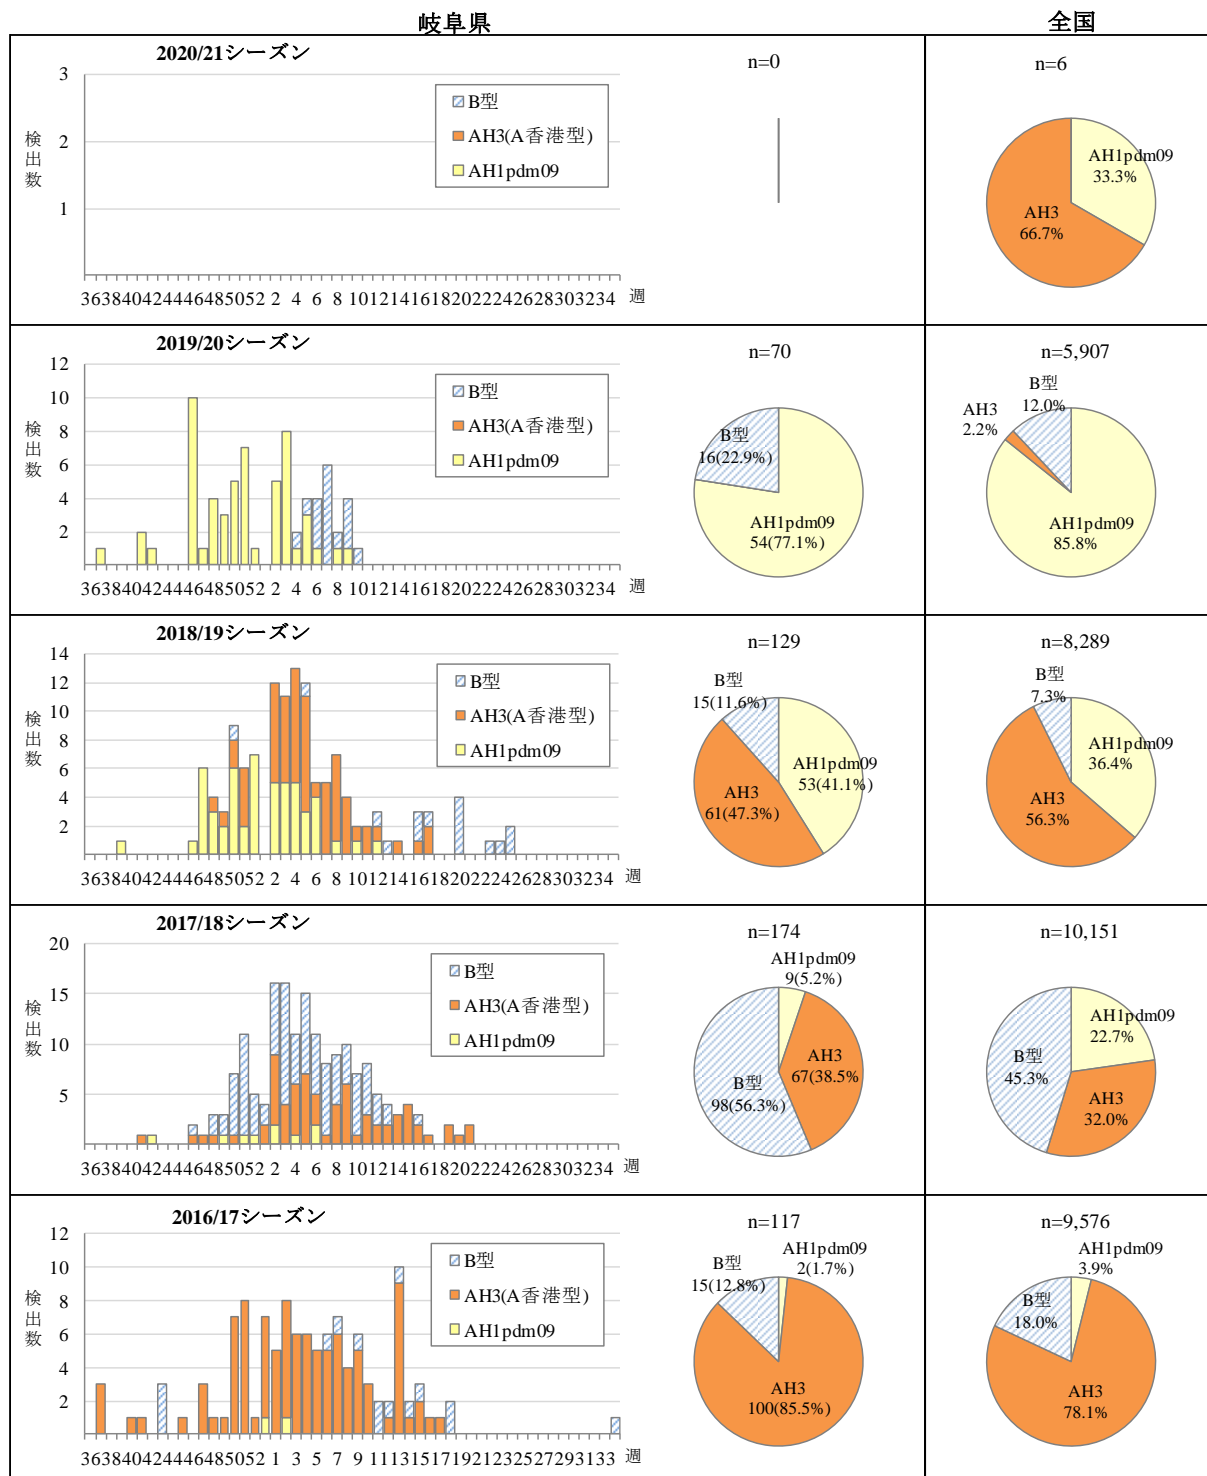 岐阜県
全国
2020/21シーズン
3
2
1
検出数
B型
AH3(A香港型)
AH1pdm09
363840424446485052 2 4 6 8 10121416182022242628303234 週
n=0
n=6
AH1pdm09
33.3%
AH3
66.7%
2019/20シーズン
12
10
8
6
4
2
検出数
B型
AH3(A香港型)
AH1pdm09
363840424446485052 2 4 6 8 10121416182022242628303234 週
n=70
B型
16(22.9%)
AH1pdm09
54(77.1%)
n=5,907
B型
12.0%
AH3
2.2%
AH1pdm09
85.8%
2018/19シーズン
14
12
10
8
6
4
2
検出数
B型
AH3(A香港型)
AH1pdm09
363840424446485052 2 4 6 8 10121416182022242628303234 週
n=129
B型
15(11.6%)
AH1pdm09
53(41.1%)
AH3
61(47.3%)
n=8,289
B型
7.3%
AH1pdm09
36.4%
AH3
56.3%
2017/18シーズン
20
15
10
5
検出数
B型
AH3(A香港型)
AH1pdm09
363840424446485052 2 4 6 8 10121416182022242628303234 週
n=174
AH1pdm09
9(5.2%)
AH3
67(38.5%
B型
98(56.3%)
n=10,151
AH1pdm09
22.7%
B型
45.3%
AH3
32.0%
2016/17シーズン
12
10
8
6
4
2
検出数
B型
AH3(A香港型)
AH1pdm09
363840424446485052 1 3 5 7 9 111315171921232527293133 週
n=117
AH1pdm09
2(1.7%)
B型
15(12.8%)
AH3
100(85.5%)
n=9,576
AH1pdm09
3.9%
B型
18.0%
AH3
78.1%